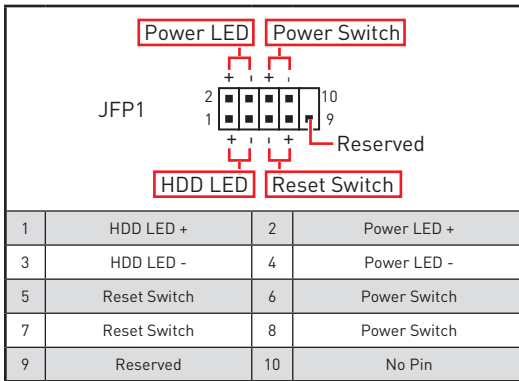 Power LED Power Switch
+ - + -
JFP1
2 10
1 9
+ - - +
Reserved
HDD LED Reset Switch
1 HDD LED + 2 Power LED +
3 HDD LED - 4 Power LED -
5 Reset Switch 6 Power Switch
7 Reset Switch 8 Power Switch
9 Reserved 10 No Pin